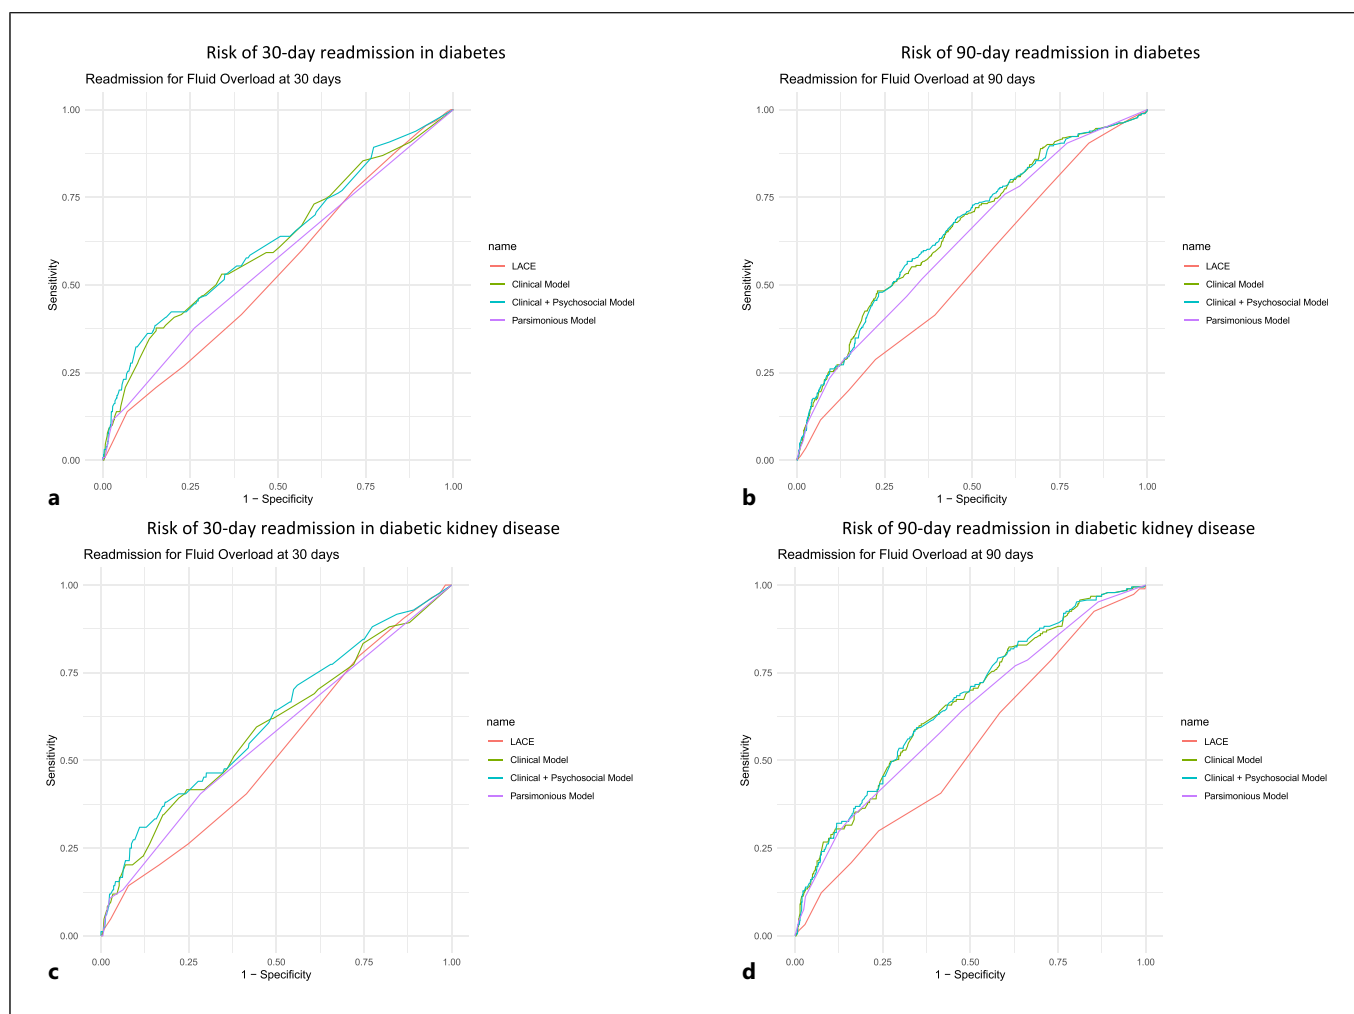 Risk of 30-day readmission in diabetes
Readmission for Fluid Overload at 30 days
1.00
0.75
0.50
0.25
0.00
Sensitivity
0.00 0.25 0.50 0.75 1.00
1 − Specificity
name
LACE
Clinical Model
Clinical + Psychosocial Model
Parsimonious Model
a
Risk of 90-day readmission in diabetes
Readmission for Fluid Overload at 90 days
1.00
0.75
0.50
0.25
0.00
Sensitivity
0.00 0.25 0.50 0.75 1.00
1 − Specificity
name
LACE
Clinical Model
Clinical + Psychosocial Model
Parsimonious Model
b
Risk of 30-day readmission in diabetic kidney disease
Readmission for Fluid Overload at 30 days
1.00
0.75
0.50
0.25
0.00
Sensitivity
0.00 0.25 0.50 0.75 1.00
1 − Specificity
name
LACE
Clinical Model
Clinical + Psychosocial Model
Parsimonious Model
c
Risk of 90-day readmission in diabetic kidney disease
Readmission for Fluid Overload at 90 days
1.00
0.75
0.50
0.25
0.00
Sensitivity
0.00 0.25 0.50 0.75 1.00
1 − Specificity
name
LACE
Clinical Model
Clinical + Psychosocial Model
Parsimonious Model
d